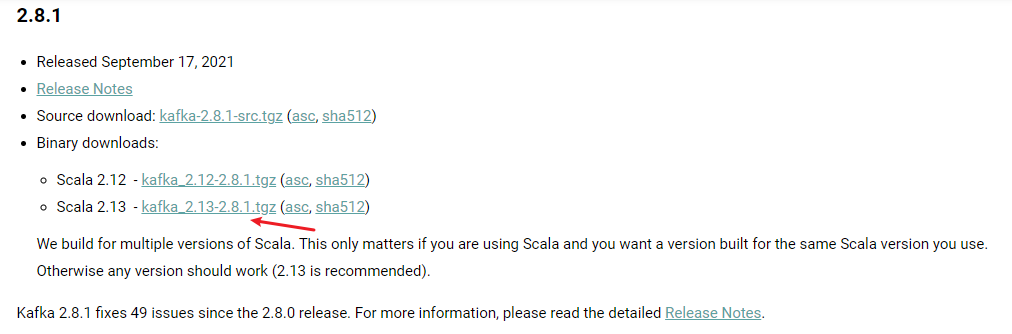 2.8.1
• Released September 17, 2021
• Release Notes
• Source download: kafka-2.8.1-src.tgz (asc, sha512)
• Binary downloads:
◦ Scala 2.12 - kafka_2.12-2.8.1.tgz (asc, sha512)
◦ Scala 2.13 - kafka_2.13-2.8.1.tgz (asc, sha512)
We build for multiple versions of Scala. This only matters if you are using Scala and you want a version built for the same Scala version you use.
Otherwise any version should work (2.13 is recommended).
Kafka 2.8.1 fixes 49 issues since the 2.8.0 release. For more information, please read the detailed Release Notes.